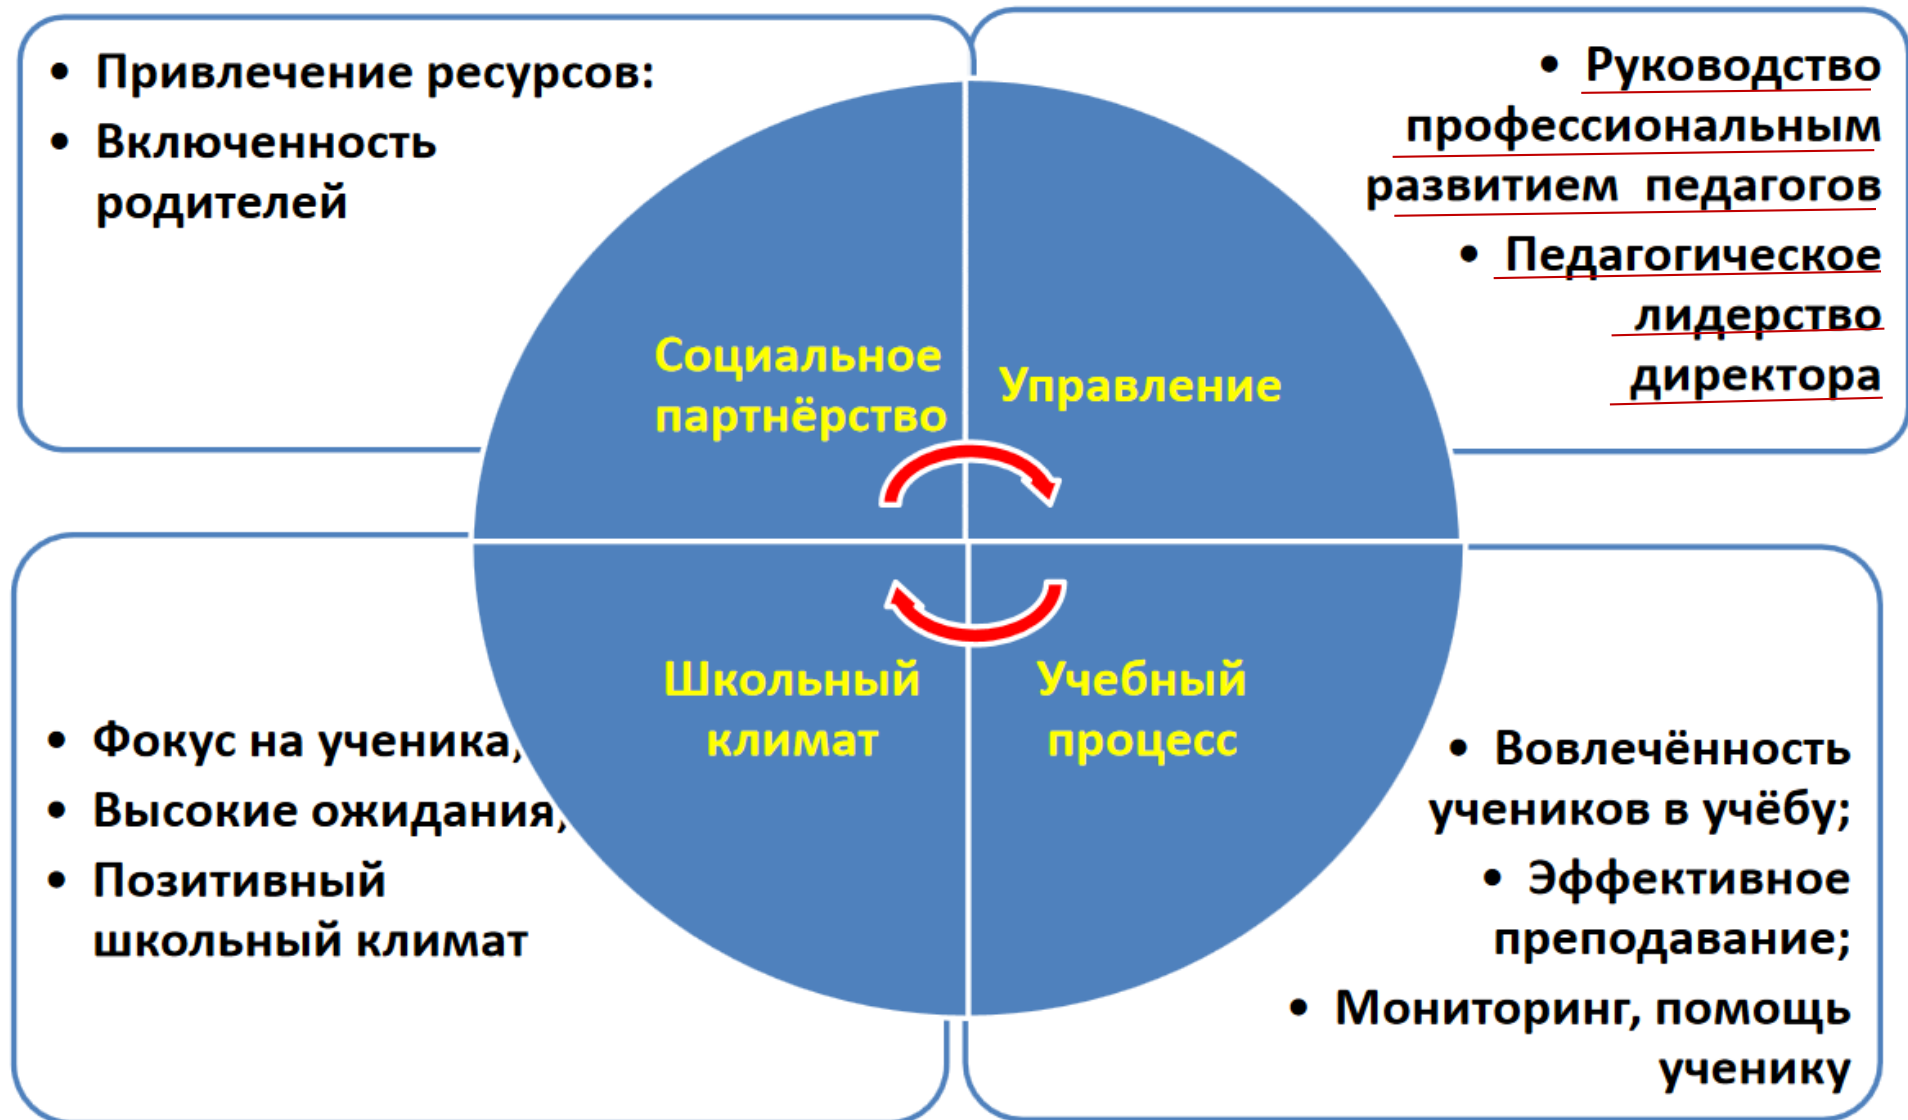 • Привлечение ресурсов:
• Включенность
родителей
• Руководство
профессиональным
развитием педагогов
• Педагогическое
лидерство
директора
Социальное
партнёрство
Управление
Школьный
климат
Учебный
процесс
• Фокус на ученика,
• Высокие ожидания,
• Позитивный
школьный климат
• Вовлечённость
учеников в учёбу;
• Эффективное
преподавание;
• Мониторинг, помощь
ученику